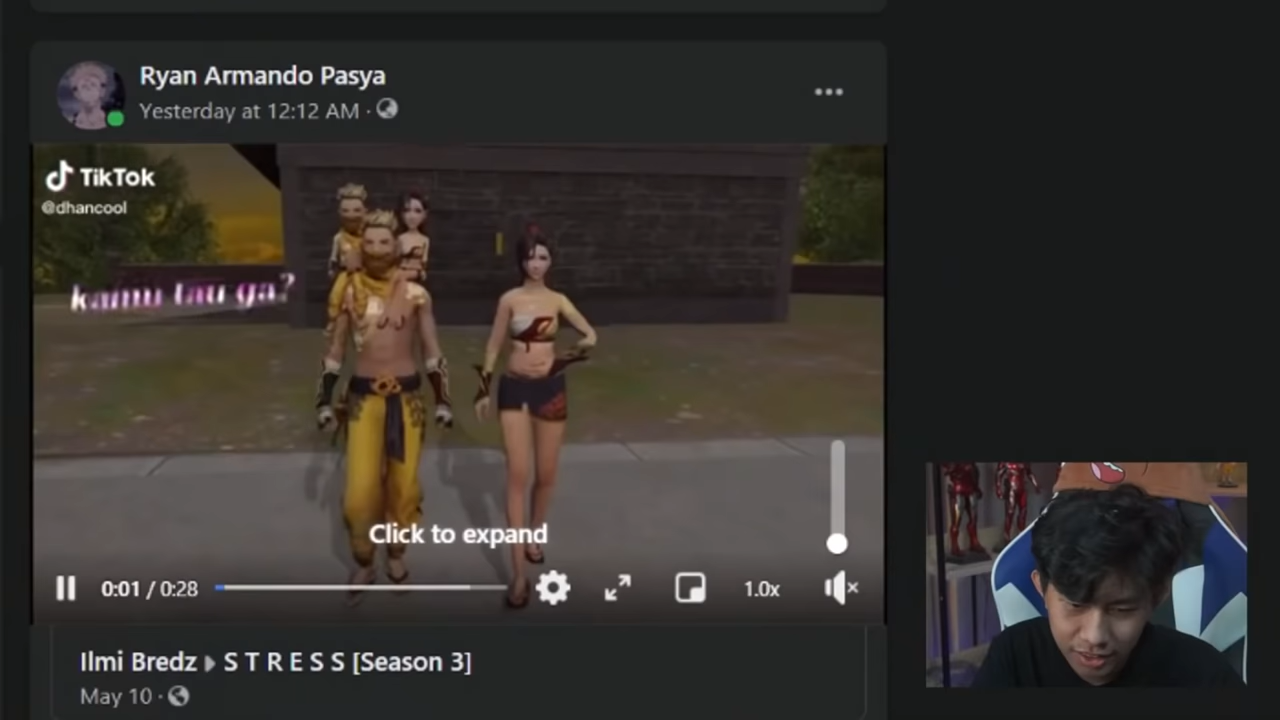 Ryan Armando Pasya
Yesterday at 12:12 AM ·
TikTok
@dhancool
kamu tau ga?
Click to expand
0:01 / 0:28
1.0x
Ilmi Bredz S T R E S S [Season 3]
May 10 ·